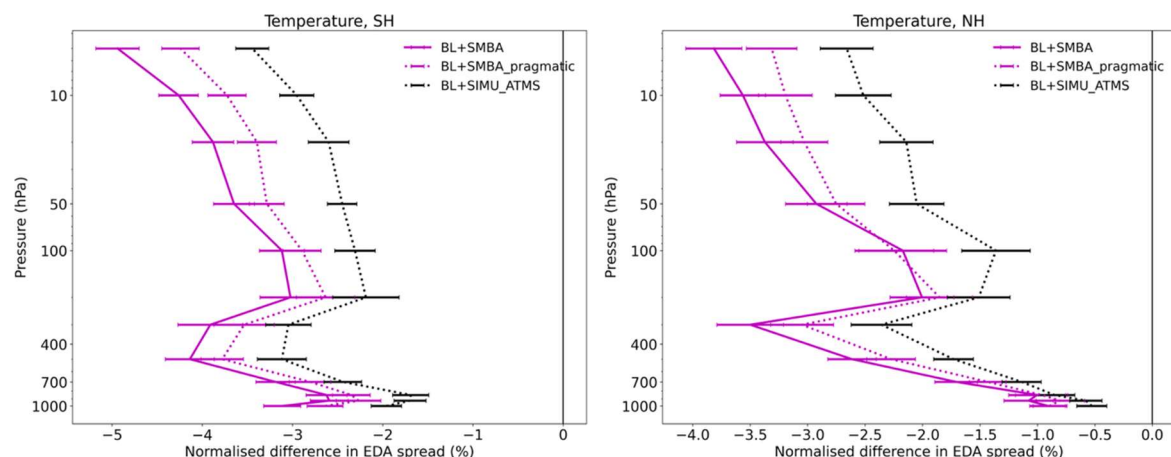 Temperature, SH
BL+SMBA
BL+SMBA_pragmatic
BL+SIMU_ATMS
Pressure (hPa)
10
50
100
400
700
1000
−5
−4
−3
−2
−1
0
Normalised difference in EDA spread (%)
Temperature, NH
BL+SMBA
BL+SMBA_pragmatic
BL+SIMU_ATMS
Pressure (hPa)
10
50
100
400
700
1000
−4.0
−3.5
−3.0
−2.5
−2.0
−1.5
−1.0
−0.5
0.0
Normalised difference in EDA spread (%)